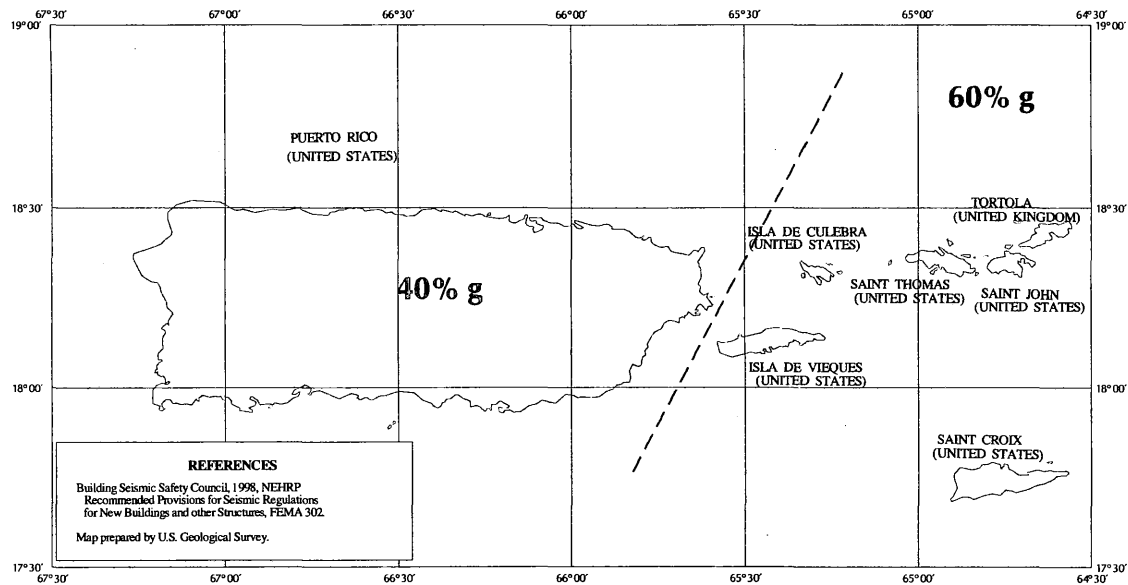 67°30′ 67°00′ 66°30′ 66°00′ 65°30′ 65°00′ 64°30′
19°00′ 19°00′
60% g
PUERTO RICO
(UNITED STATES)
18°30′ 18°30′
TORTOLA
(UNITED KINGDOM)
ISLA DE CULEBRA
(UNITED STATES)
40% g
SAINT THOMAS
(UNITED STATES)
SAINT JOHN
(UNITED STATES)
ISLA DE VIEQUES
(UNITED STATES)
18°00′ 18°00′
SAINT CROIX
(UNITED STATES)
REFERENCES
Building Seismic Safety Council, 1998, NEHRP
Recommended Provisions for Seismic Regulations
for New Buildings and other Structures, FEMA 302.
Map prepared by U.S. Geological Survey.
17°30′ 17°30′
67°30′ 67°00′ 66°30′ 66°00′ 65°30′ 65°00′ 64°30′